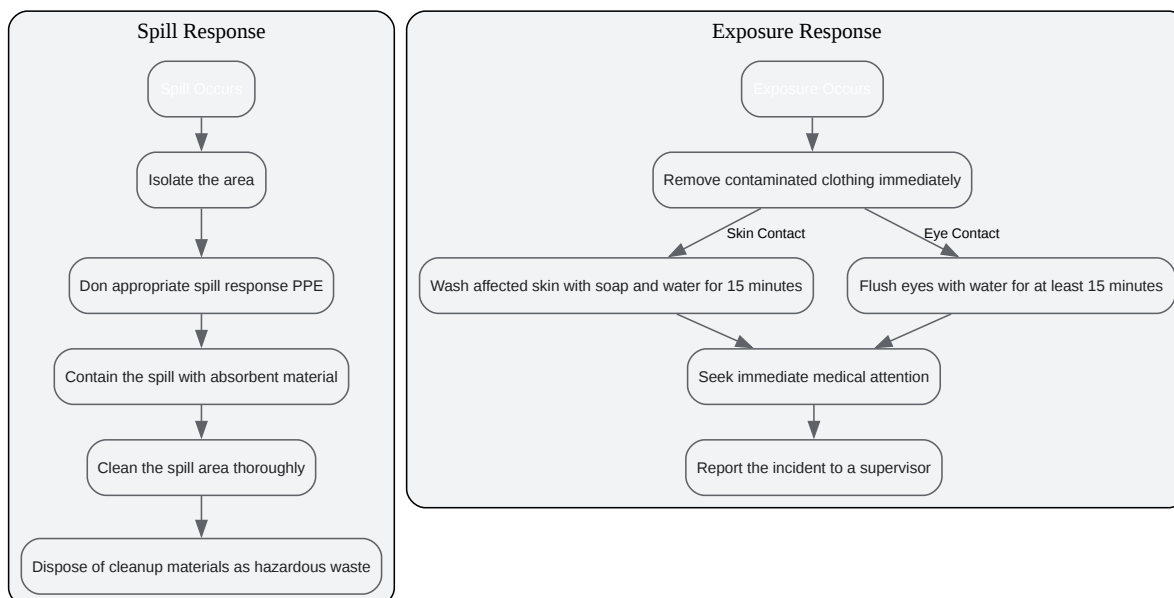 Spill Response
Spill Occurs
Isolate the area
Don appropriate spill response PPE
Contain the spill with absorbent material
Clean the spill area thoroughly
Dispose of cleanup materials as hazardous waste
Exposure Response
Exposure Occurs
Remove contaminated clothing immediately
Skin Contact
Eye Contact
Wash affected skin with soap and water for 15 minutes
Flush eyes with water for at least 15 minutes
Seek immediate medical attention
Report the incident to a supervisor